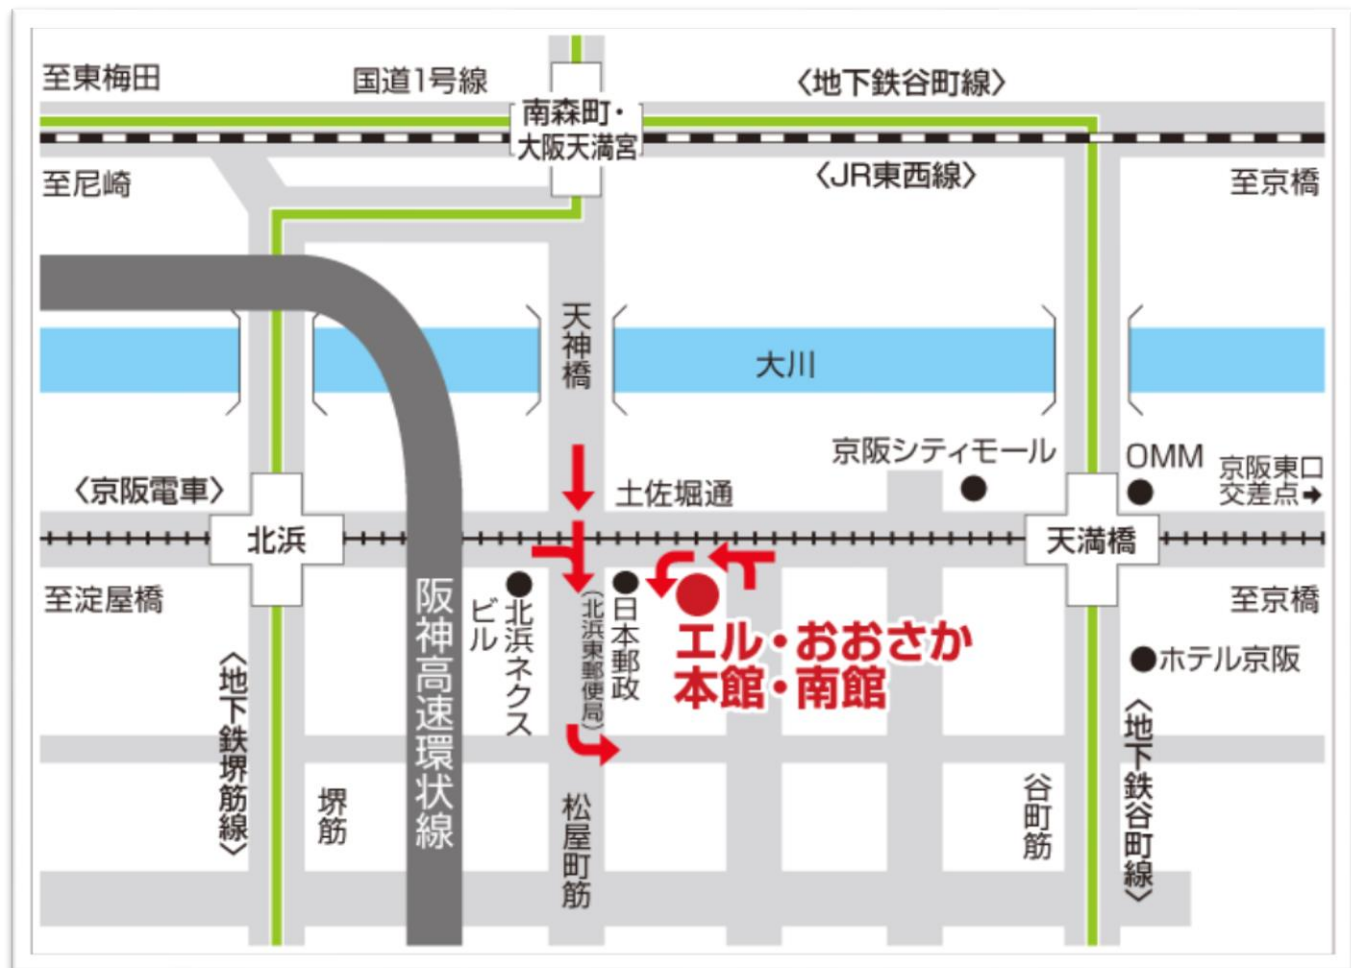 至東梅田
国道1号線
〈地下鉄谷町線〉
南森町・
大阪天満宮
至尼崎
〈JR東西線〉
至京橋
天神橋
大川
京阪シティモール
OMM
京阪東口
交差点➡
〈京阪電車〉
土佐堀通
北浜
天満橋
至淀屋橋
至京橋
北浜ネクス
ビル
(北浜東郵便局)
日本郵政
エル・おおさか
本館・南館
ホテル京阪
阪神高速環状線
〈地下鉄堺筋線〉
堺筋
松屋町筋
谷町筋
〈地下鉄谷町線〉